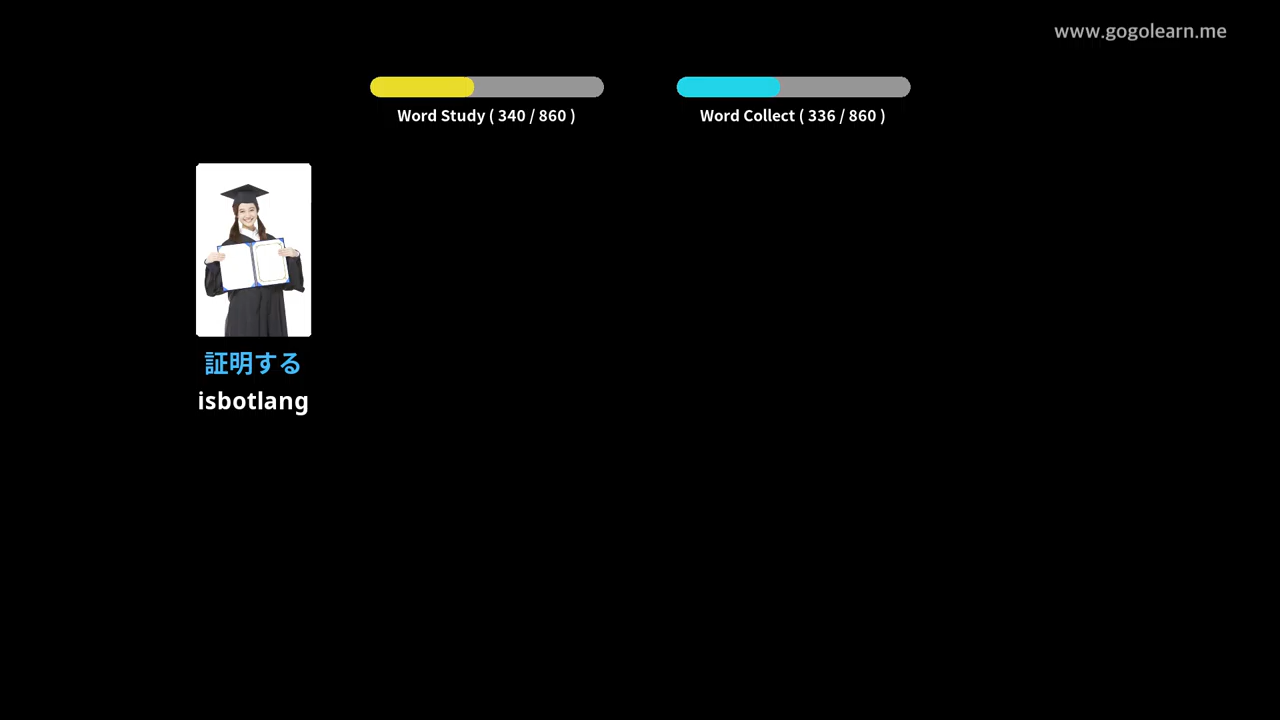 www.gogolearn.me
Word Study ( 340 / 860 )
Word Collect ( 336 / 860 )
証明する
isbotlang